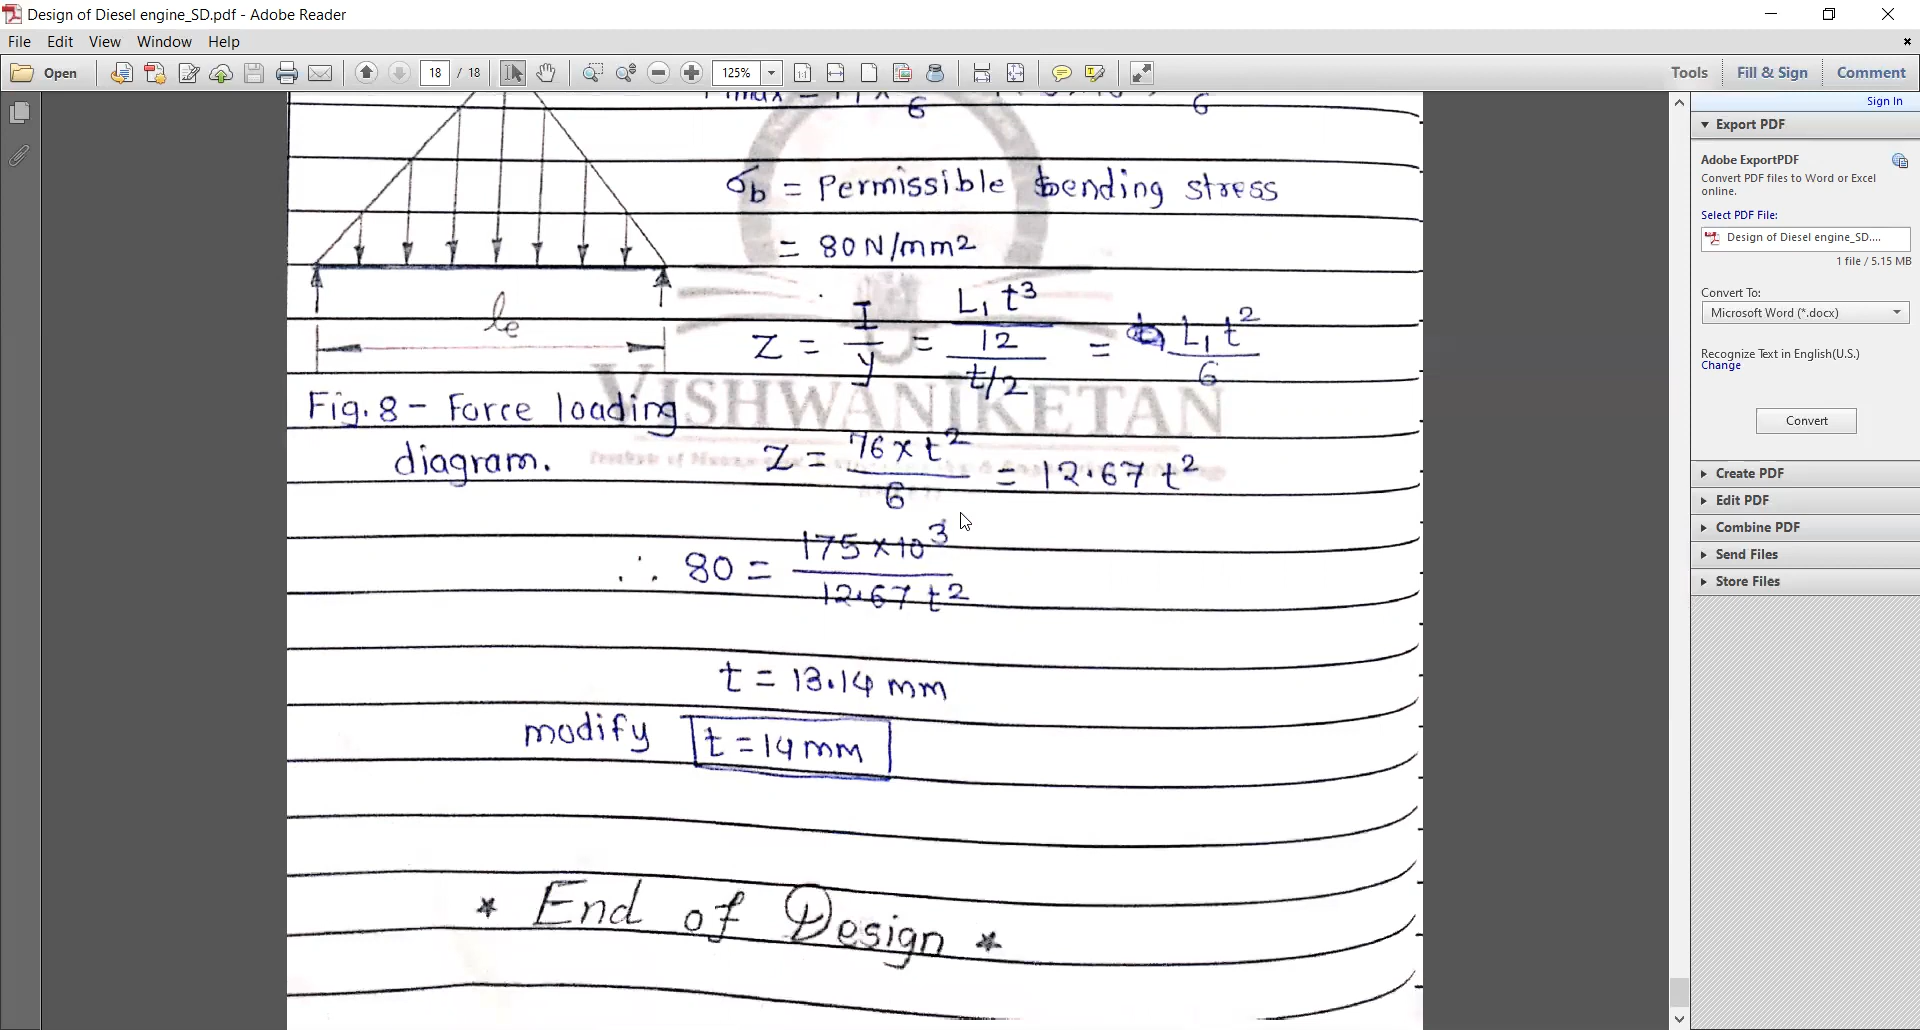 Design of Diesel engine_SD.pdf - Adobe Reader
File Edit View Window Help
Open 18 / 18 125% Tools Fill & Sign Comment
Sign In
Export PDF
Adobe ExportPDF
Convert PDF files to Word or Excel
online.
Select PDF File:
Design of Diesel engine_SD....
1 file / 5.15 MB
Convert To:
Microsoft Word (*.docx)
Recognize Text in English(U.S.)
Change
Convert
Create PDF
Edit PDF
Combine PDF
Send Files
Store Files
σb = Permissible bending stress
= 80 N/mm2
le
Z = I/y = (L1 t³/12)/(t/2) = L1 t²/6
VISHWANIKETAN
Fig. 8 - Force loading
diagram.
Z = 76 x t²/6 = 12.67 t²
∴ 80 = 175 x 10³/12.67 t²
t = 13.14 mm
modify t = 14 mm
* End of Design *